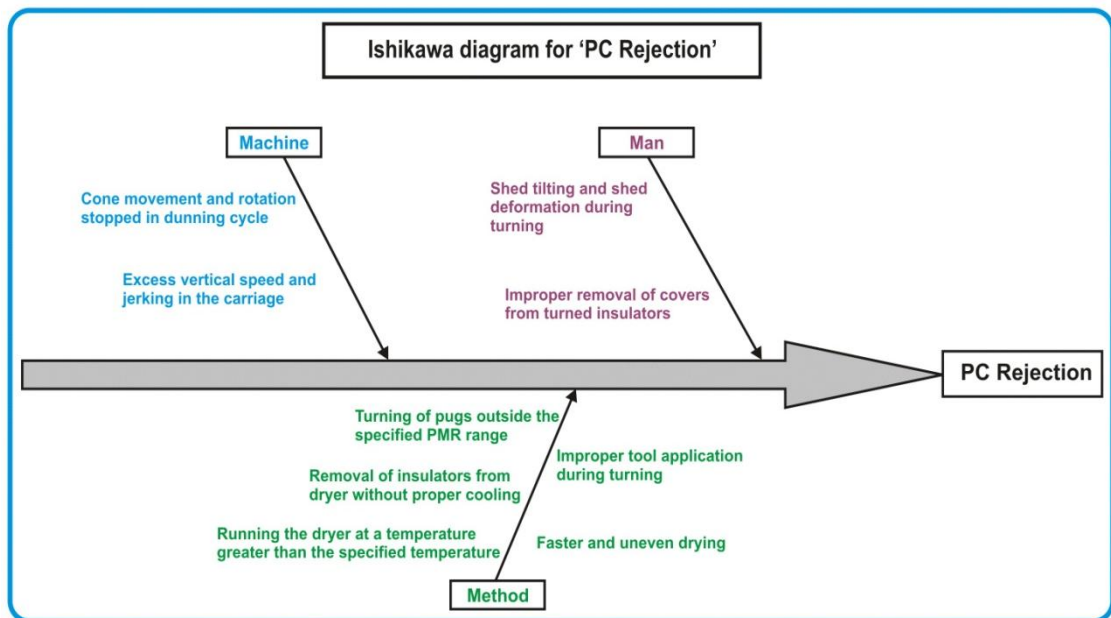 Ishikawa diagram for ‘PC Rejection’
Machine
Man
Cone movement and rotation
stopped in dunning cycle
Excess vertical speed and
jerking in the carriage
Shed tilting and shed
deformation during
turning
Improper removal of covers
from turned insulators
PC Rejection
Turning of pugs outside the
specified PMR range
Removal of insulators from
dryer without proper cooling
Running the dryer at a temperature
greater than the specified temperature
Improper tool application
during turning
Faster and uneven drying
Method